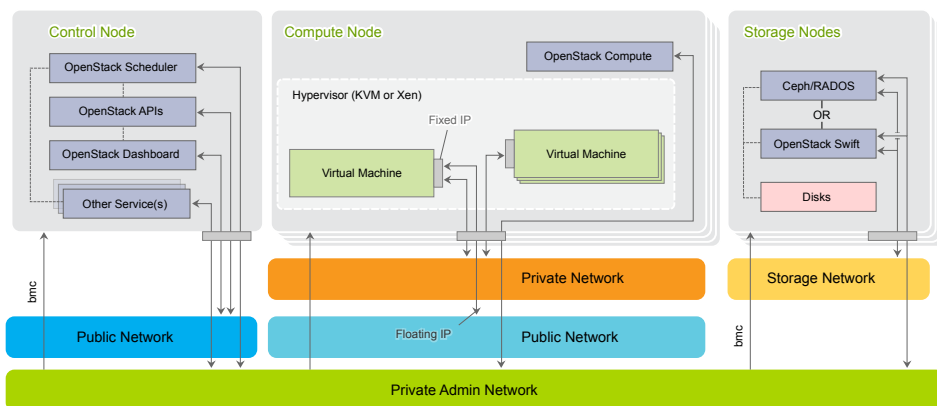 Control Node
OpenStack Scheduler
OpenStack APIs
OpenStack Dashboard
Other Service(s)
Compute Node
OpenStack Compute
Hypervisor (KVM or Xen)
Fixed IP
Virtual Machine
Virtual Machine
Storage Nodes
Ceph/RADOS
OR
OpenStack Swift
Disks
bmc
Private Network
Storage Network
Public Network
Floating IP
Public Network
bmc
Private Admin Network